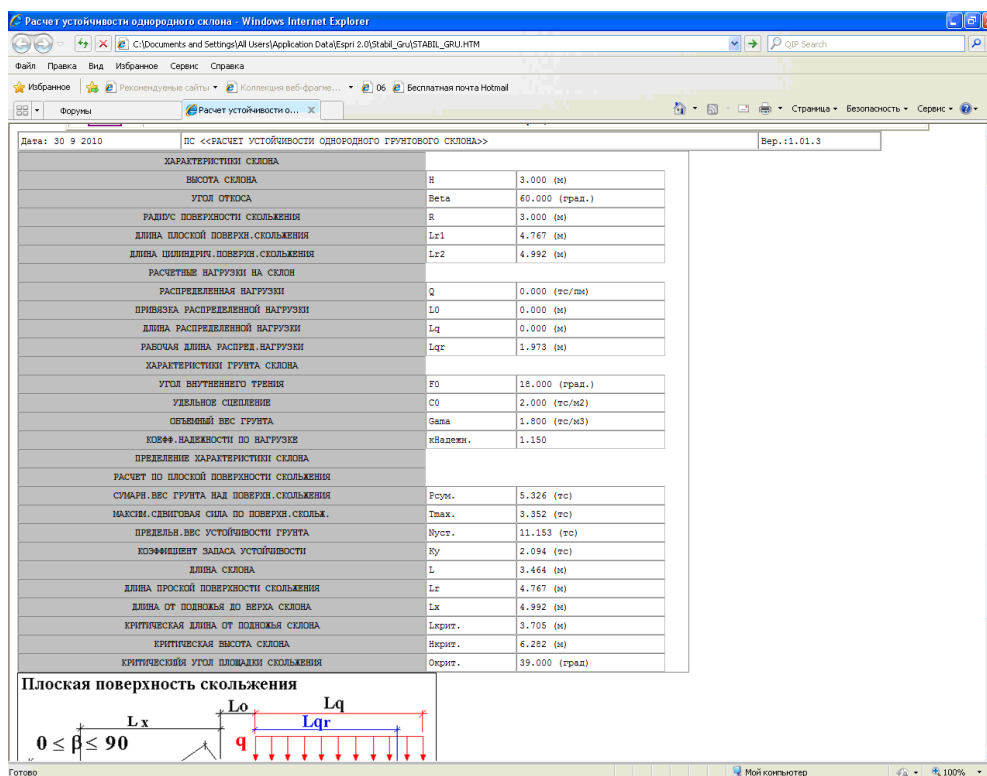 Расчет устойчивости однородного склона - Windows Internet Explorer
C:\Documents and Settings\All Users\Application Data\Espri 2.0\Stabil_Gru\STABIL_GRU.HTM
QIP Search
Файл Правка Вид Избранное Сервис Справка
Избранное Рекомендуемые сайты Коллекция веб-фрагме... 06 Бесплатная почта Hotmail
Форумы Расчет устойчивости о... X Страница Безопасность Сервис
Дата: 30 9 2010 ПС <<РАСЧЕТ УСТОЙЧИВОСТИ ОДНОРОДНОГО ГРУНТОВОГО СКЛОНА>> Вер.:1.01.3
ХАРАКТЕРИСТИКИ СКЛОНА
ВЫСОТА СКЛОНА H 3.000 (м)
УГОЛ ОТКОСА Beta 60.000 (град.)
РАДИУС ПОВЕРХНОСТИ СКОЛЬЖЕНИЯ R 3.000 (м)
ДЛИНА ПЛОСКОЙ ПОВЕРХН.СКОЛЬЖЕНИЯ Lr1 4.767 (м)
ДЛИНА ЦИЛИНДРИЧ.ПОВЕРХН.СКОЛЬЖЕНИЯ Lr2 4.992 (м)
РАСЧЕТНЫЕ НАГРУЗКИ НА СКЛОН
РАСПРЕДЕЛЕННАЯ НАГРУЗКИ Q 0.000 (тс/пм)
ПРИВЯЗКА РАСПРЕДЕЛЕННОЙ НАГРУЗКИ L0 0.000 (м)
ДЛИНА РАСПРЕДЕЛЕННОЙ НАГРУЗКИ Lq 0.000 (м)
РАБОЧАЯ ДЛИНА РАСПРЕД.НАГРУЗКИ Lqr 1.973 (м)
ХАРАКТЕРИСТИКИ ГРУНТА СКЛОНА
УГОЛ ВНУТНЕННЕГО ТРЕНИЯ F0 18.000 (град.)
УДЕЛЬНОЕ СЦЕПЛЕНИЕ C0 2.000 (тс/м2)
ОБЪЕМНЫЙ ВЕС ГРУНТА Gama 1.800 (тс/м3)
КОЕФФ.НАДЕЖНОСТИ ПО НАГРУЗКЕ кНадежн. 1.150
ПРЕДЕЛЕНИЕ ХАРАКТЕРИСТИКИ СКЛОНА
РАСЧЕТ ПО ПЛОСКОЙ ПОВЕРХНОСТИ СКОЛЬЖЕНИЯ
СУМАРН.ВЕС ГРУНТА НАД ПОВЕРХН.СКОЛЬЖЕНИЯ Рсум. 5.326 (тс)
МАКСИМ.СДВИГОВАЯ СИЛА ПО ПОВЕРХН.СКОЛЬЖ. Tmax. 3.352 (тс)
ПРЕДЕЛЬН.ВЕС УСТОЙЧИВОСТИ ГРУНТА Nуст. 11.153 (тс)
КОЭФФИЦИЕНТ ЗАПАСА УСТОЙЧИВОСТИ Ку 2.094 (тс)
ДЛИНА СКЛОНА L 3.464 (м)
ДЛИНА ПРОСКОЙ ПОВЕРХНОСТИ СКОЛЬЖЕНИЯ Lr 4.767 (м)
ДЛИНА ОТ ПОДНОЖЬЯ ДО ВЕРХА СКЛОНА Lx 4.992 (м)
КРИТИЧЕСКАЯ ДЛИНА ОТ ПОДНОЖЬЯ СКЛОНА Lкрит. 3.705 (м)
КРИТИЧЕСКАЯ ВЫСОТА СКЛОНА Нкрит. 6.282 (м)
КРИТИЧЕСКИЙЯ УГОЛ ПЛОЩАДКИ СКОЛЬЖЕНИЯ Окрит. 39.000 (град)
Плоская поверхность скольжения
Lo Lq
L x Lqr
0 ≤ β ≤ 90 q
Готово Мой компьютер 100%